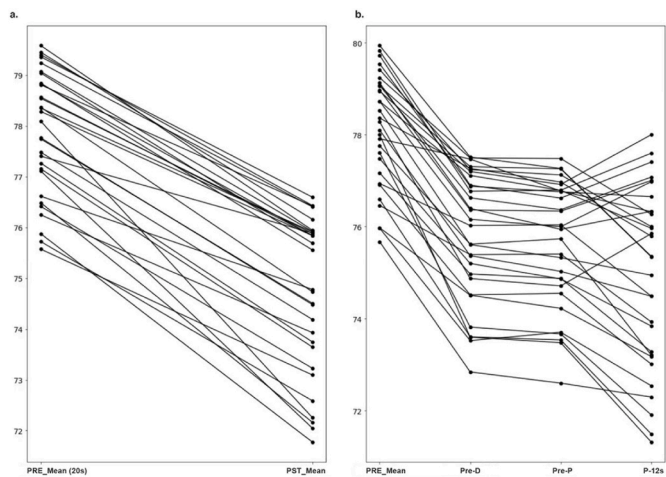 a.
79
78
77
76
75
74
73
72
PRE_Mean (20s)
PST_Mean
b.
80
78
76
74
72
PRE_Mean
Pre-D
Pre-P
P-12s